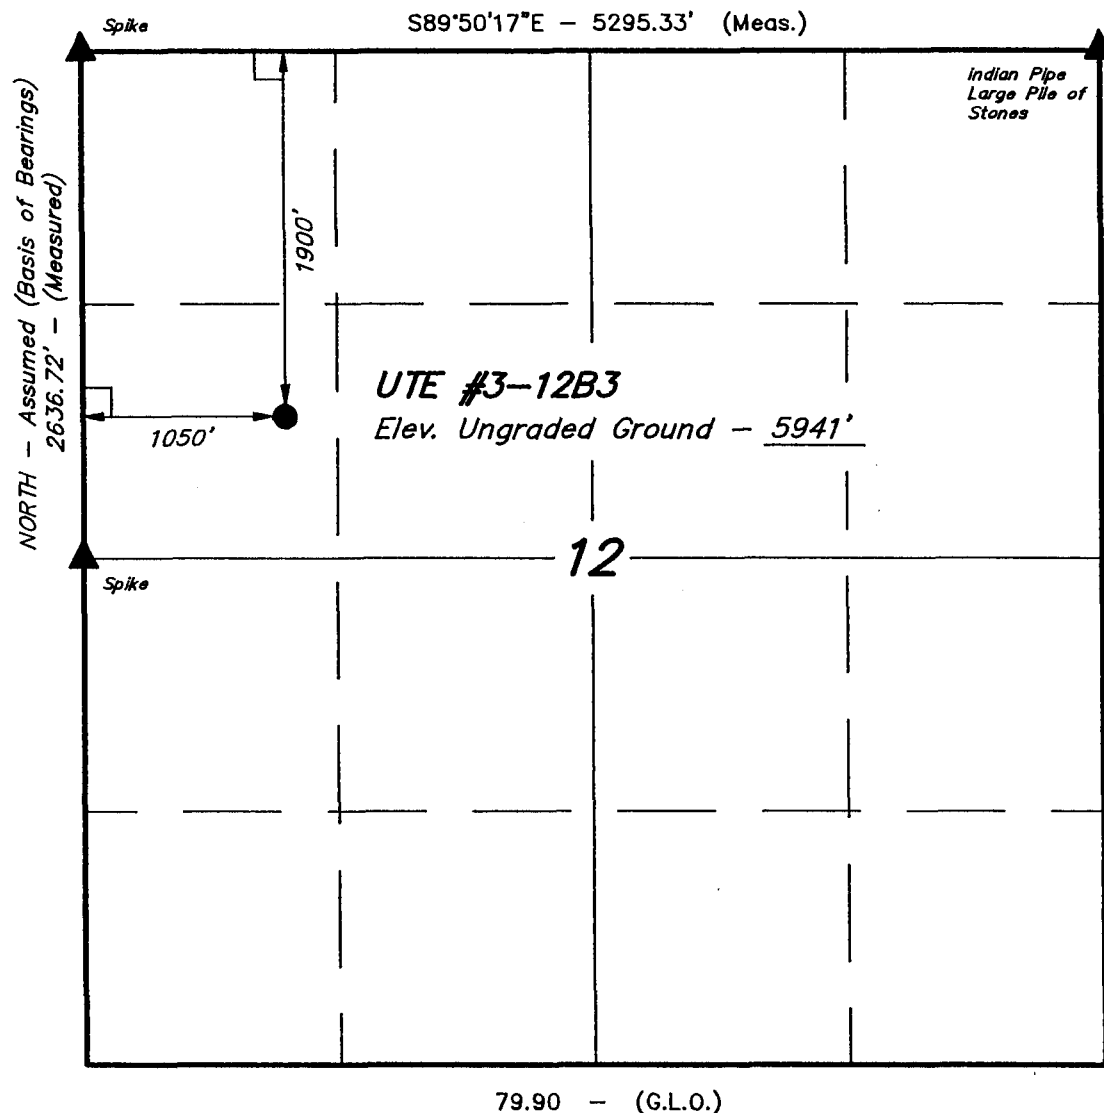 Spike
S89°50'17"E – 5295.33' (Meas.)
Indian Pipe
Large Pile of
Stones
NORTH – Assumed (Basis of Bearings)
2636.72' – (Measured)
1900'
UTE #3–12B3
1050'
Elev. Ungraded Ground – 5941'
12
Spike
79.90 – (G.L.O.)